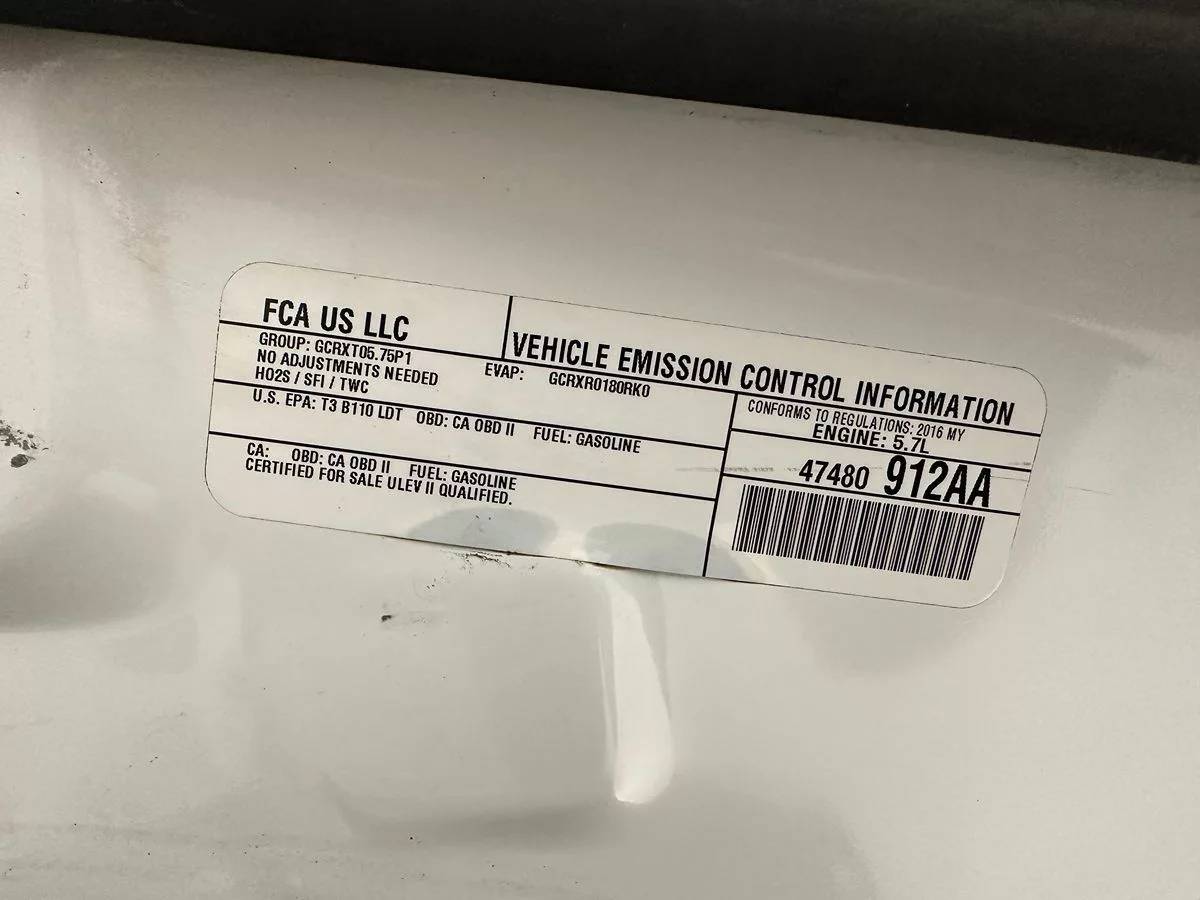 FCA US LLC
VEHICLE EMISSION CONTROL INFORMATION
GROUP: GCRXT05.75P1
EVAP: GCRXR0180RK0
NO ADJUSTMENTS NEEDED
HO2S / SFI / TWC
U.S. EPA: T3 B110 LDT OBD: CA OBD II FUEL: GASOLINE
CA: OBD: CA OBD II FUEL: GASOLINE
CERTIFIED FOR SALE ULEV II QUALIFIED.
CONFORMS TO REGULATIONS: 2016 MY
ENGINE: 5.7L
47480 912AA